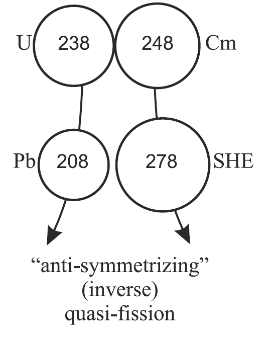 U 238 248 Cm
Pb 208 278 SHE
“anti-symmetrizing”
(inverse)
quasi-fission